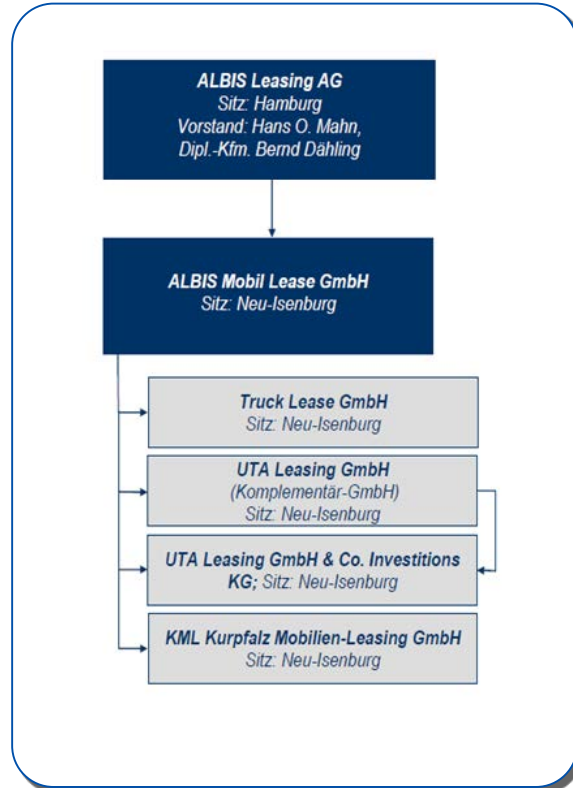 ALBIS Leasing AG
Sitz: Hamburg
Vorstand: Hans O. Mahn,
Dipl.-Kfm. Bernd Dähling
ALBIS Mobil Lease GmbH
Sitz: Neu-Isenburg
Truck Lease GmbH
Sitz: Neu-Isenburg
UTA Leasing GmbH
(Komplementär-GmbH)
Sitz: Neu-Isenburg
UTA Leasing GmbH & Co. Investitions
KG; Sitz: Neu-Isenburg
KML Kurpfalz Mobilien-Leasing GmbH
Sitz: Neu-Isenburg